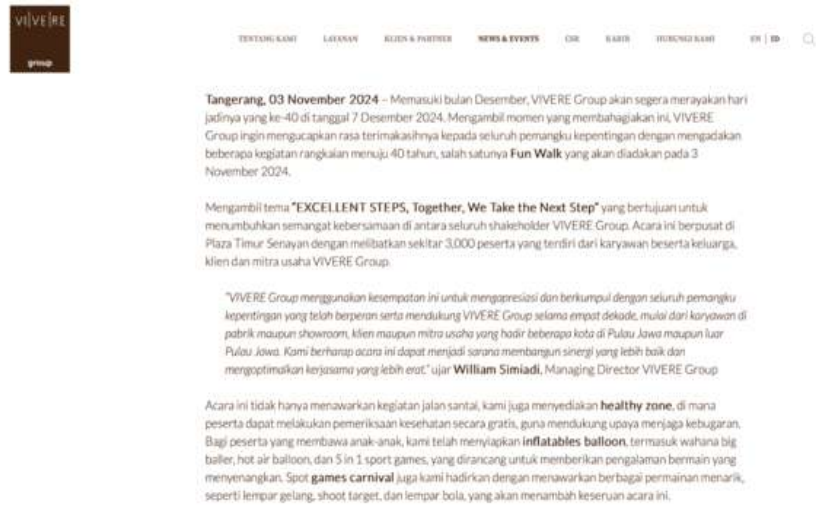 VI|VE|RE
group
TENTANG KAMI LAYANAN KLIEN & PARTNER NEWS & EVENTS CSR KARIR HUBUNGI KAMI EN | ID
Tangerang, 03 November 2024 – Memasuki bulan Desember, VIVERE Group akan segera merayakan hari
jadinya yang ke-40 di tanggal 7 Desember 2024. Mengambil momen yang membahagiakan ini, VIVERE
Group ingin mengucapkan rasa terimakasihnya kepada seluruh pemangku kepentingan dengan mengadakan
beberapa kegiatan rangkaian menuju 40 tahun, salah satunya Fun Walk yang akan diadakan pada 3
November 2024.
Mengambil tema "EXCELLENT STEPS, Together, We Take the Next Step" yang bertujuan untuk
menumbuhkan semangat kebersamaan di antara seluruh shakeholder VIVERE Group. Acara ini berpusat di
Plaza Timur Senayan dengan melibatkan sekitar 3,000 peserta yang terdiri dari karyawan beserta keluarga,
klien dan mitra usaha VIVERE Group.
"VIVERE Group menggunakan kesempatan ini untuk mengapresiasi dan berkumpul dengan seluruh pemangku
kepentingan yang telah berperan serta mendukung VIVERE Group selama empat dekade, mulai dari karyawan di
pabrik maupun showroom, klien maupun mitra usaha yang hadir beberapa kota di Pulau Jawa maupun luar
Pulau Jawa. Kami berharap acara ini dapat menjadi sarana membangun sinergi yang lebih baik dan
mengoptimalkan kerjasama yang lebih erat." ujar William Simiadi, Managing Director VIVERE Group
Acara ini tidak hanya menawarkan kegiatan jalan santai, kami juga menyediakan healthy zone, di mana
peserta dapat melakukan pemeriksaan kesehatan secara gratis, guna mendukung upaya menjaga kebugaran.
Bagi peserta yang membawa anak-anak, kami telah menyiapkan inflatables balloon, termasuk wahana big
baller, hot air balloon, dan 5 in 1 sport games, yang dirancang untuk memberikan pengalaman bermain yang
menyenangkan. Spot games carnival juga kami hadirkan dengan menawarkan berbagai permainan menarik,
seperti lempar gelang, shoot target, dan lempar bola, yang akan menambah keseruan acara ini.